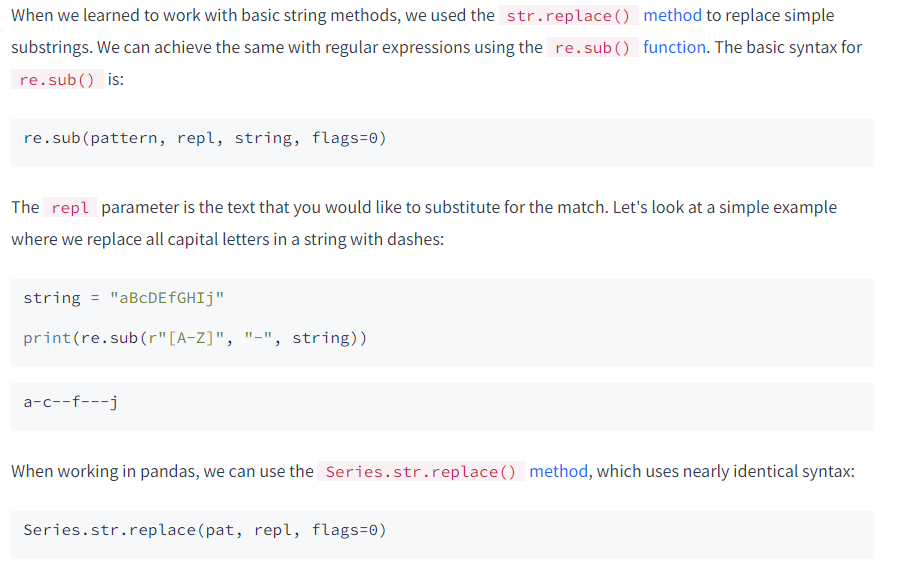 When we learned to work with basic string methods, we used the str.replace() method to replace simple
substrings. We can achieve the same with regular expressions using the re.sub() function. The basic syntax for
re.sub() is:
re.sub(pattern, repl, string, flags=0)
The repl parameter is the text that you would like to substitute for the match. Let's look at a simple example
where we replace all capital letters in a string with dashes:
string = "aBcDEfGHIj"
print(re.sub(r"[A-Z]", "-", string))
a-c--f---j
When working in pandas, we can use the Series.str.replace() method, which uses nearly identical syntax:
Series.str.replace(pat, repl, flags=0)